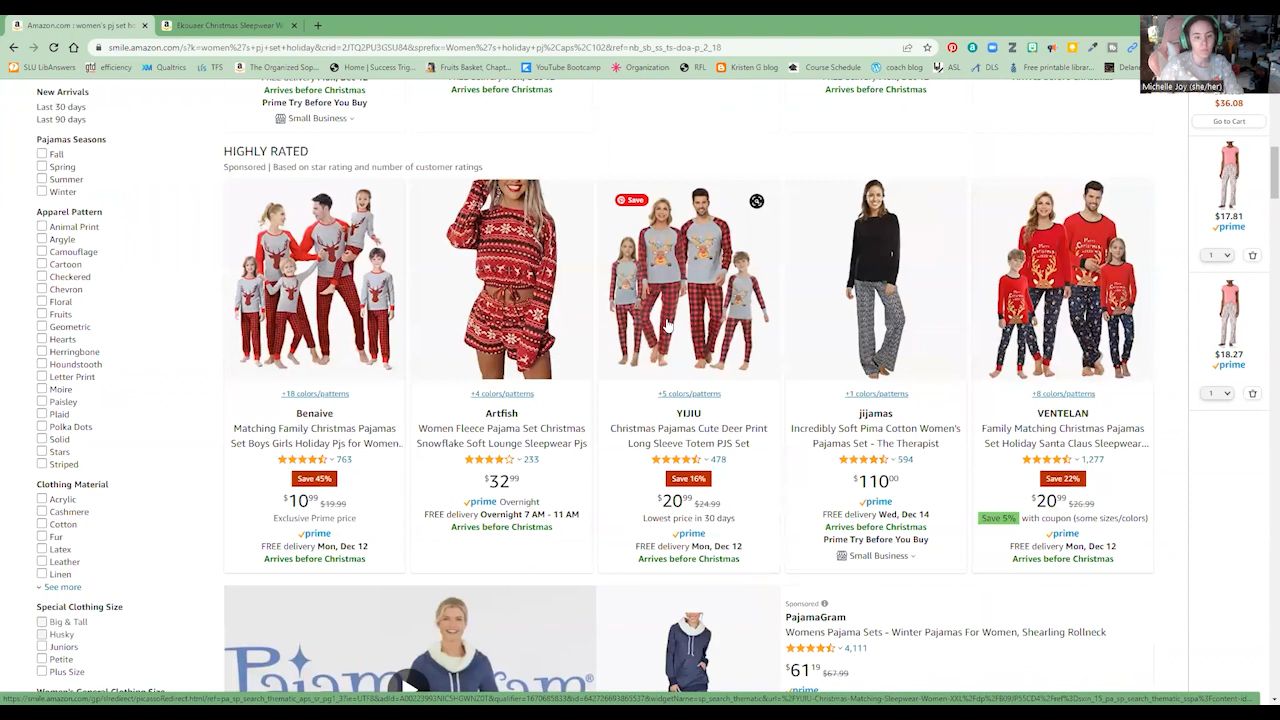 Amazon.com : women's pj set ho
Ekouaer Christmas Sleepwear W
smile.amazon.com/s?k=women%27s+pj+set+holiday&crid=2JTQ2PU3GSU84&sprefix=Women%27s+holiday+pj%2Caps%2C102&ref=nb_sb_ss_ts-doa-p_2_18
SLU LibAnswers
efficiency
Qualtrics
TFS
The Organized Sop...
Home | Success Trig...
Fruits Basket, Chapt...
YouTube Bootcamp
Organization
RFL
Kristen G blog
Course Schedule
coach blog
ASL
DLS
Free printable librar...
Delan
Michelle Joy (she/her)
New Arrivals
Last 30 days
Last 90 days
Pajamas Seasons
Fall
Spring
Summer
Winter
Apparel Pattern
Animal Print
Argyle
Camouflage
Cartoon
Checkered
Chevron
Floral
Fruits
Geometric
Hearts
Herringbone
Houndstooth
Letter Print
Moire
Paisley
Plaid
Polka Dots
Solid
Stars
Striped
Clothing Material
Acrylic
Cashmere
Cotton
Fur
Latex
Leather
Linen
See more
Special Clothing Size
Big & Tall
Husky
Juniors
Petite
Plus Size
Arrives before Christmas
Prime Try Before You Buy
Small Business
Arrives before Christmas
Arrives before Christmas
HIGHLY RATED
Sponsored | Based on star rating and number of customer ratings
+18 colors/patterns
Benaive
Matching Family Christmas Pajamas
Set Boys Girls Holiday Pjs for Women...
763
Save 45%
$10 99 $19.99
Exclusive Prime price
prime
FREE delivery Mon, Dec 12
Arrives before Christmas
+4 colors/patterns
Artfish
Women Fleece Pajama Set Christmas
Snowflake Soft Lounge Sleepwear Pjs
233
$32 99
prime Overnight
FREE delivery Overnight 7 AM - 11 AM
Arrives before Christmas
Save
+5 colors/patterns
YIJIU
Christmas Pajamas Cute Deer Print
Long Sleeve Totem PJS Set
478
Save 16%
$20 99 $24.99
Lowest price in 30 days
prime
FREE delivery Mon, Dec 12
Arrives before Christmas
+1 colors/patterns
jijamas
Incredibly Soft Pima Cotton Women's
Pajamas Set - The Therapist
594
$110 00
prime
FREE delivery Wed, Dec 14
Arrives before Christmas
Prime Try Before You Buy
Small Business
+8 colors/patterns
VENTELAN
Family Matching Christmas Pajamas
Set Holiday Santa Claus Sleepwear...
1,277
Save 22%
$20 99 $26.99
Save 5% with coupon (some sizes/colors)
prime
FREE delivery Mon, Dec 12
Arrives before Christmas
Sponsored
PajamaGram
Womens Pajama Sets - Winter Pajamas For Women, Shearling Rollneck
4,111
$61 19 $67.99
$36.08
Go to Cart
$17.81
prime
1
$18.27
prime
1